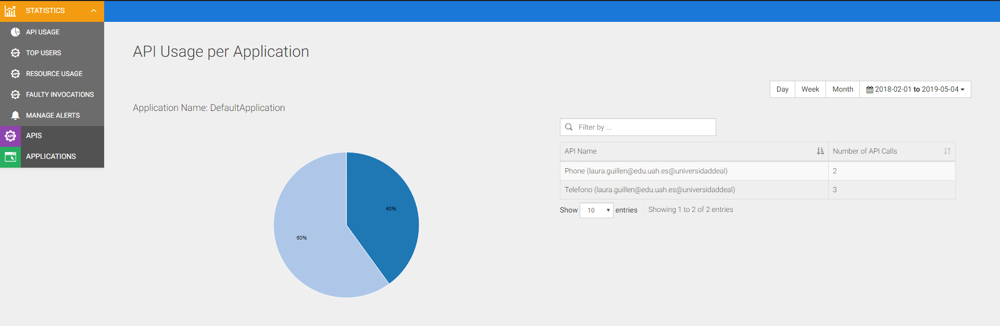 STATISTICS
API USAGE
TOP USERS
RESOURCE USAGE
FAULTY INVOCATIONS
MANAGE ALERTS
API APIS
APPLICATIONS
API Usage per Application
Day Week Month 2018-02-01 to 2019-05-04
Application Name: DefaultApplication
Filter by ...
API Name Number of API Calls
Phone (laura.guillen@edu.uah.es@universidaddeal) 2
Telefono (laura.guillen@edu.uah.es@universidaddeal) 3
Show 10 entries Showing 1 to 2 of 2 entries
40%
60%